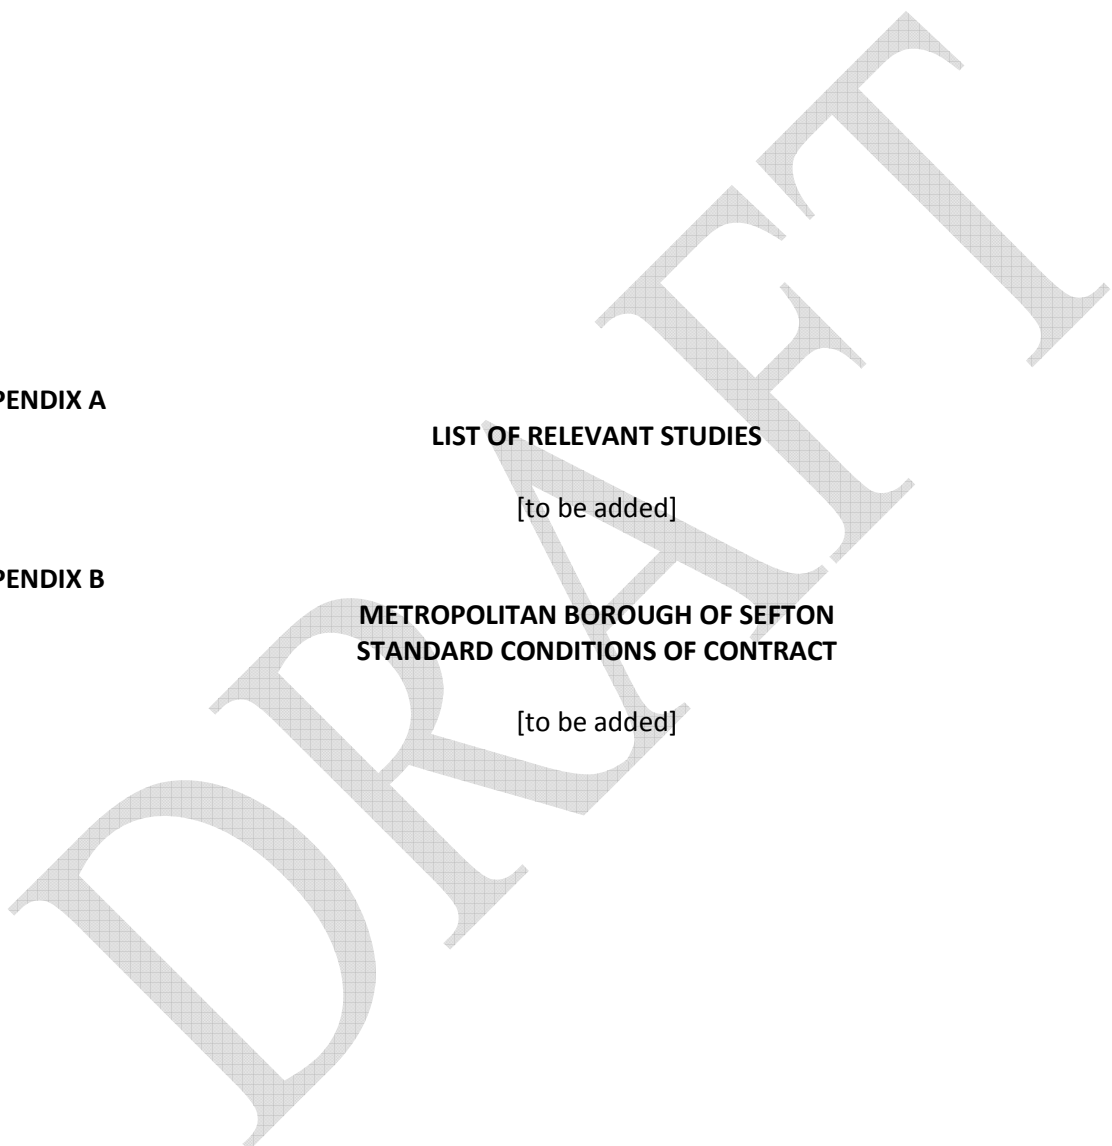 PENDIX A
LIST OF RELEVANT STUDIES
[to be added]
PENDIX B
METROPOLITAN BOROUGH OF SEFTON
STANDARD CONDITIONS OF CONTRACT
[to be added]
DRAFT